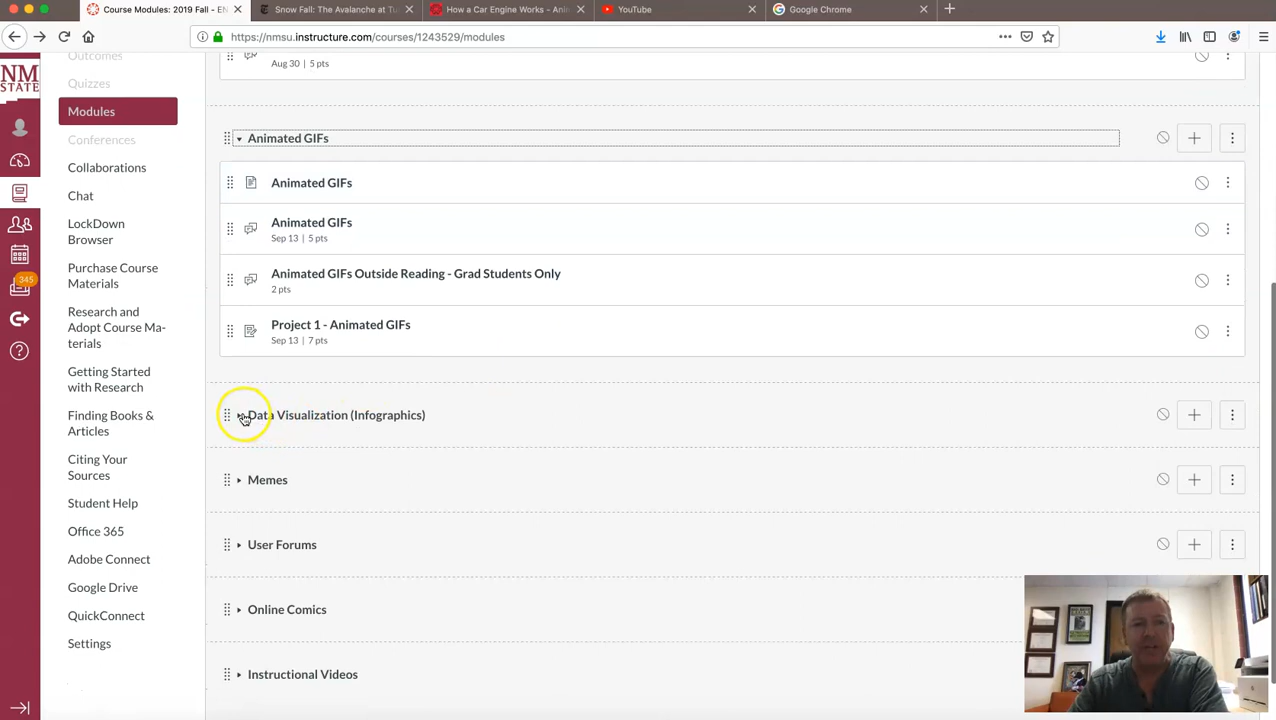 Course Modules: 2019 Fall - EN
Snow Fall: The Avalanche at Tu
How a Car Engine Works - Ani
YouTube
Google Chrome
https://nmsu.instructure.com/courses/1243529/modules
NM
STATE
345
Outcomes
Quizzes
Modules
Conferences
Collaborations
Chat
LockDown
Browser
Purchase Course
Materials
Research and
Adopt Course Ma-
terials
Getting Started
with Research
Finding Books &
Articles
Citing Your
Sources
Student Help
Office 365
Adobe Connect
Google Drive
QuickConnect
Settings
Aug 30 | 5 pts
Animated GIFs
Animated GIFs
Animated GIFs
Sep 13 | 5 pts
Animated GIFs Outside Reading - Grad Students Only
2 pts
Project 1 - Animated GIFs
Sep 13 | 7 pts
Data Visualization (Infographics)
Memes
User Forums
Online Comics
Instructional Videos